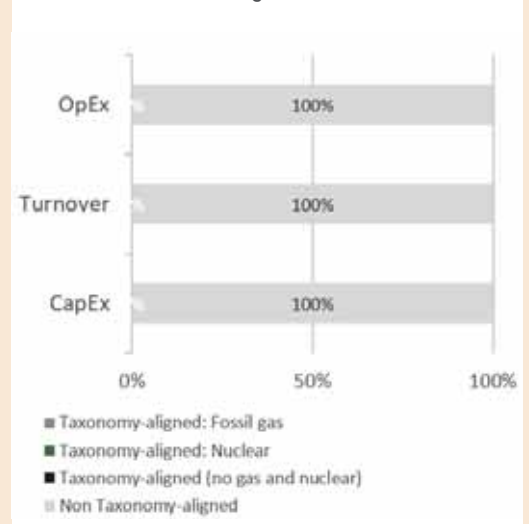 OpEx
100%
Turnover
100%
CapEx
100%
0% 50% 100%
Taxonomy-aligned: Fossil gas
Taxonomy-aligned: Nuclear
Taxonomy-aligned (no gas and nuclear)
Non Taxonomy-aligned